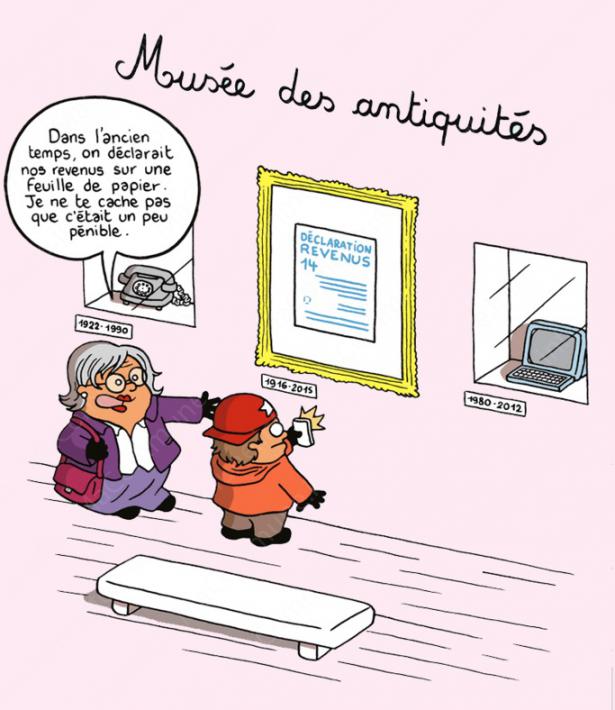 Musée des antiquités
Dans l'ancien
temps, on déclarait
nos revenus sur une
feuille de papier.
Je ne te cache pas
que c'était un peu
pénible.
DÉCLARATION
REVENUS
14
1922-1990
1916-2015
1980-2012